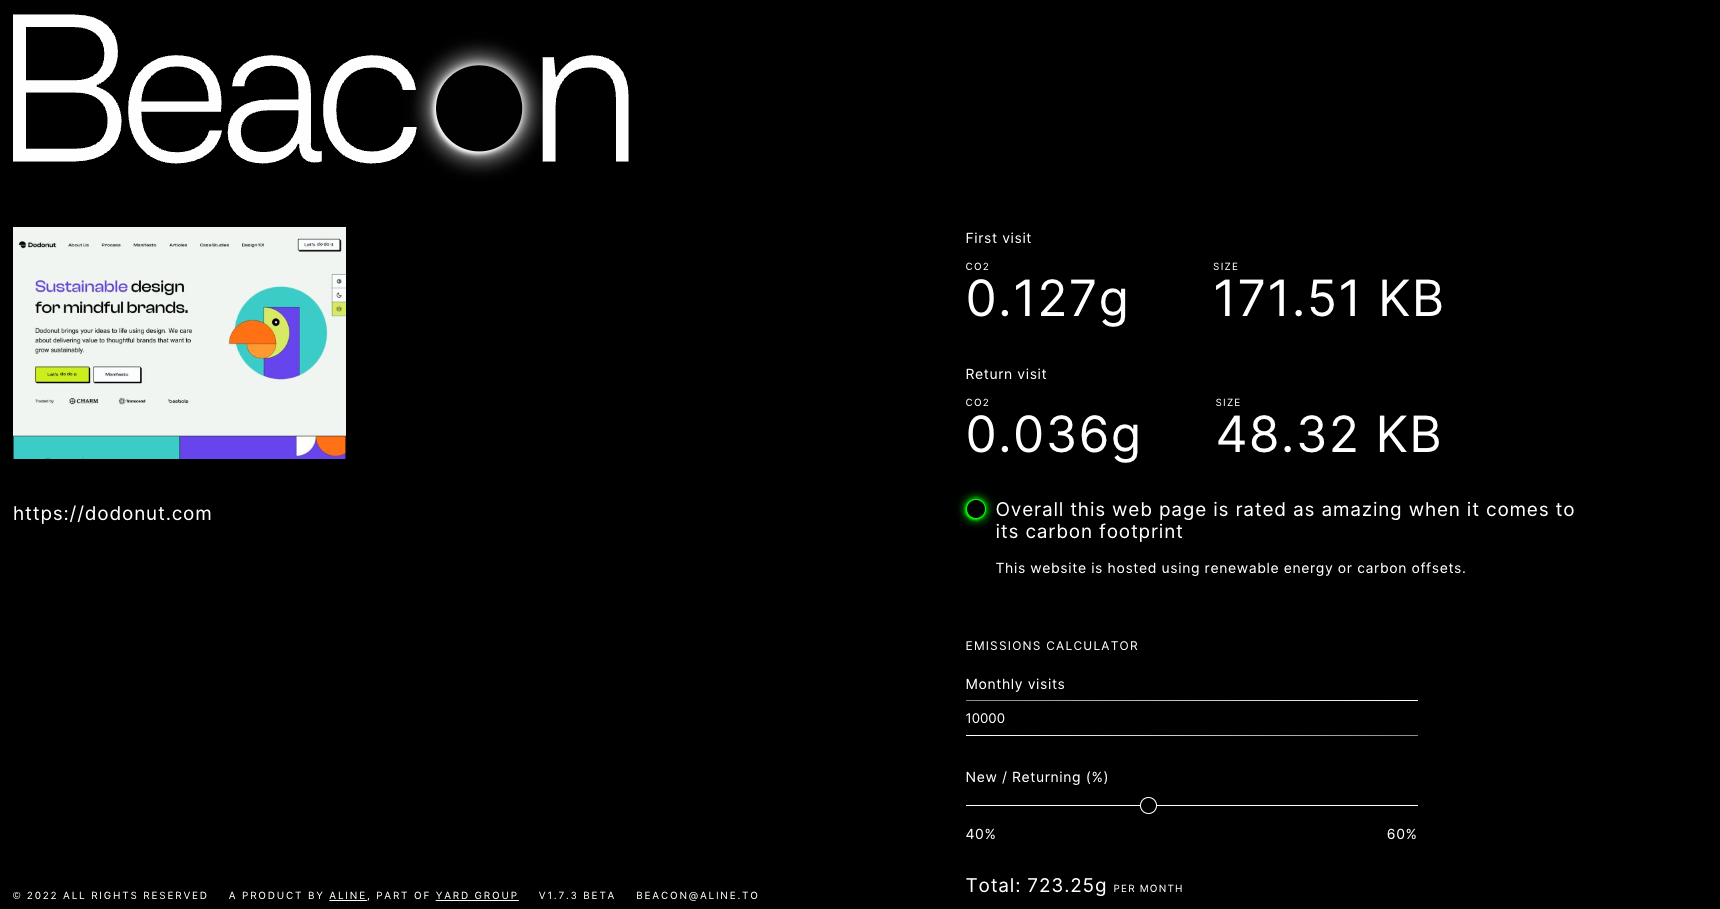 Beacon
Dodonut About Us Process Manifesto Articles Case Studies Design 101 Let's do do it
Sustainable design
for mindful brands.
Dodonut brings your ideas to life using design. We care
about delivering value to thoughtful brands that want to
grow sustainably.
Manifesto
Trusted by CHARM
https://dodonut.com
First visit
CO2 SIZE
0.127g 171.51 KB
Return visit
CO2 SIZE
0.036g 48.32 KB
Overall this web page is rated as amazing when it comes to
its carbon footprint
This website is hosted using renewable energy or carbon offsets.
EMISSIONS CALCULATOR
Monthly visits
10000
New / Returning (%)
40% 60%
Total: 723.25g PER MONTH
© 2022 ALL RIGHTS RESERVED A PRODUCT BY ALINE, PART OF YARD GROUP V1.7.3 BETA BEACON@ALINE.TO